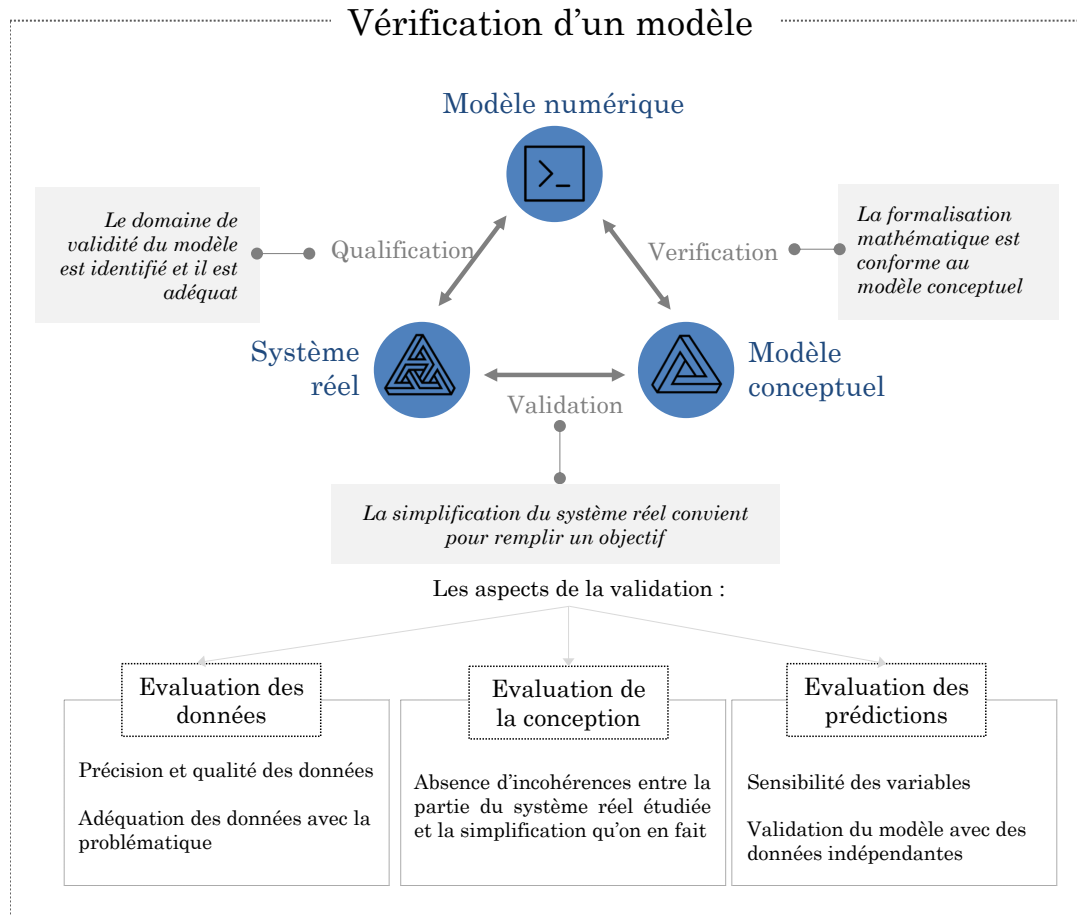 Vérification d’un modèle
Modèle numérique
Le domaine de
validité du modèle
est identifié et il est
adéquat
Qualification
Verification
La formalisation
mathématique est
conforme au
modèle conceptuel
Système
réel
Modèle
conceptuel
Validation
La simplification du système réel convient
pour remplir un objectif
Les aspects de la validation :
Evaluation des
données
Précision et qualité des données
Adéquation des données avec la
problématique
Evaluation de
la conception
Absence d'incohérences entre la
partie du système réel étudiée
et la simplification qu’on en fait
Evaluation des
prédictions
Sensibilité des variables
Validation du modèle avec des
données indépendantes